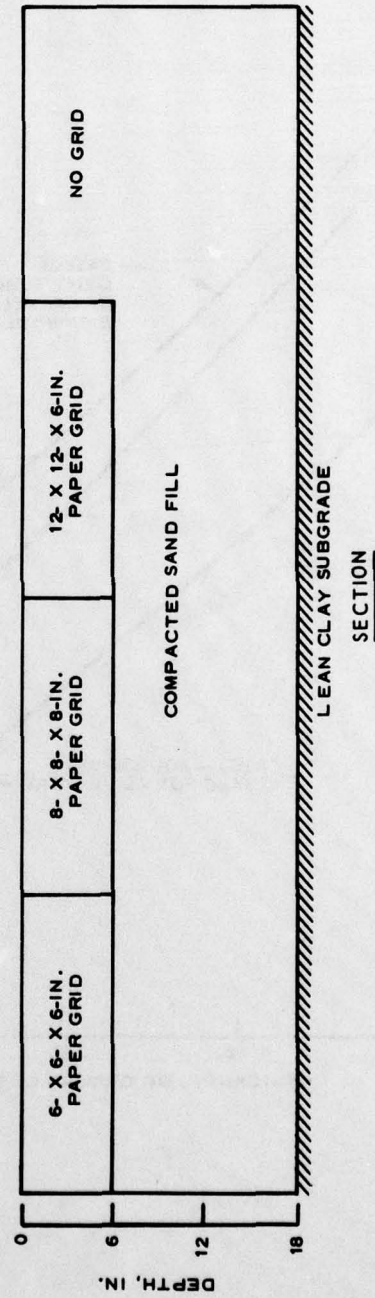 DEPTH, IN.
0
6
12
18
6- X 6- X 6-IN.
PAPER GRID
8- X 8- X 8-IN.
PAPER GRID
12- X 12- X 6-IN.
PAPER GRID
NO GRID
COMPACTED SAND FILL
LEAN CLAY SUBGRADE
SECTION